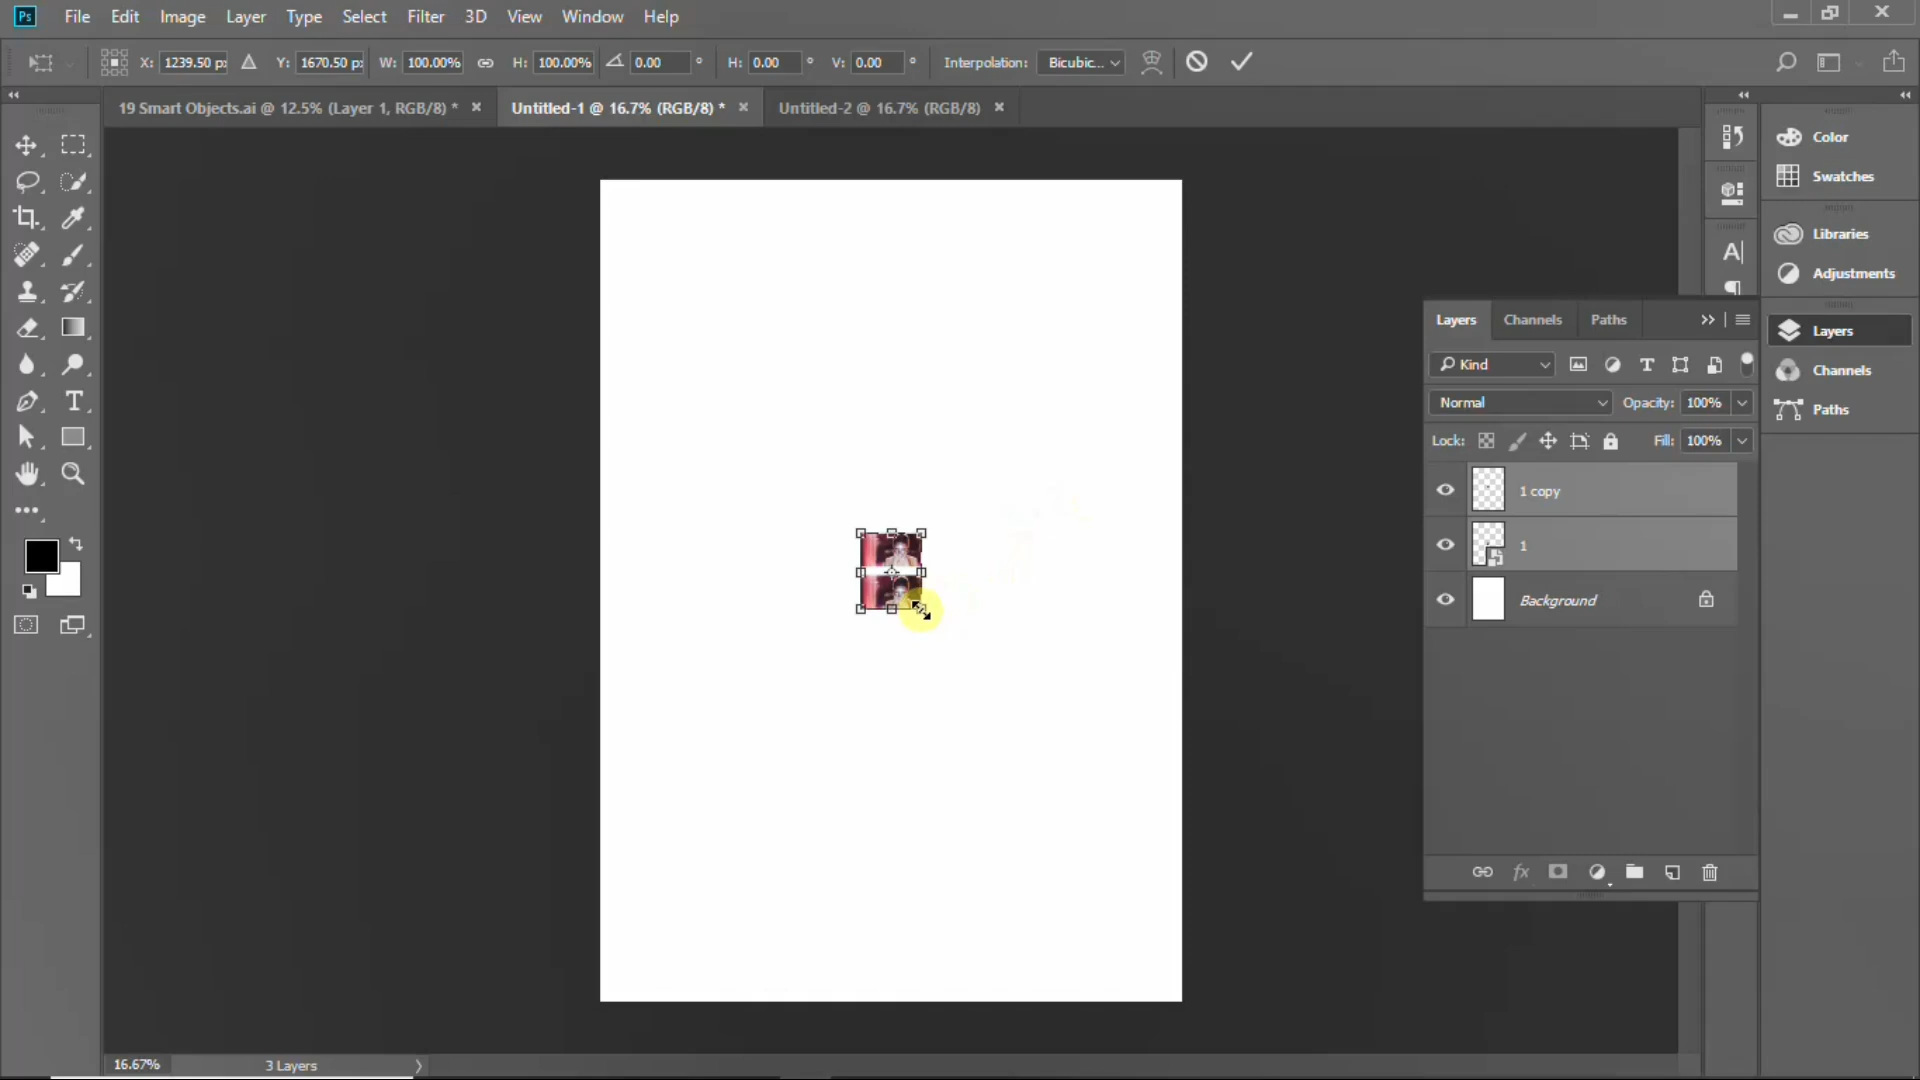 Ps File Edit Image Layer Type Select Filter 3D View Window Help
X: 1239.50 px Y: 1670.50 px W: 100.00% H: 100.00% 0.00 ° H: 0.00 ° V: 0.00 ° Interpolation: Bicubic...
19 Smart Objects.ai @ 12.5% (Layer 1, RGB/8) * × Untitled-1 @ 16.7% (RGB/8) * × Untitled-2 @ 16.7% (RGB/8) ×
Color
Swatches
Libraries
Adjustments
Layers
Channels
Paths
Layers Channels Paths
Kind
Normal Opacity: 100%
Lock: Fill: 100%
1 copy
1
Background
fx
16.67% 3 Layers